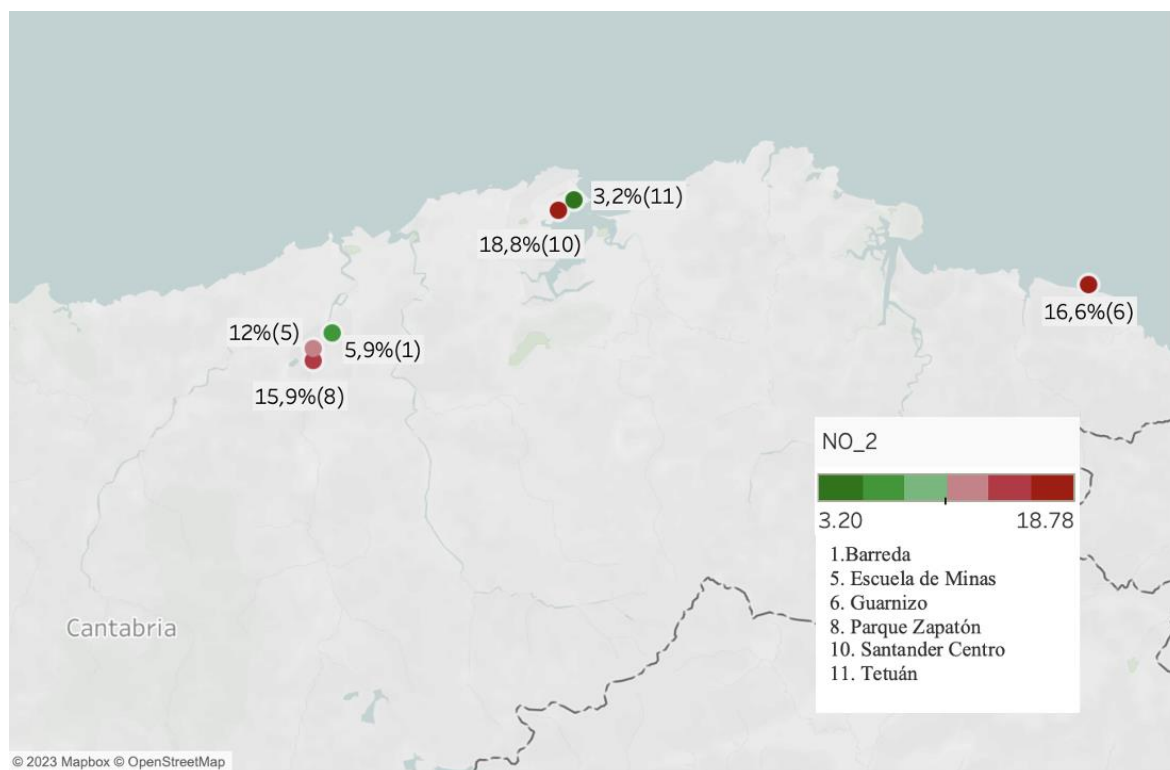 3,2%(11)
18,8%(10)
16,6%(6)
12%(5)
5,9%(1)
15,9%(8)
NO_2
3.20 18.78
1.Barreda
5. Escuela de Minas
6. Guarnizo
8. Parque Zapatón
10. Santander Centro
11. Tetuán
Cantabria
© 2023 Mapbox © OpenStreetMap